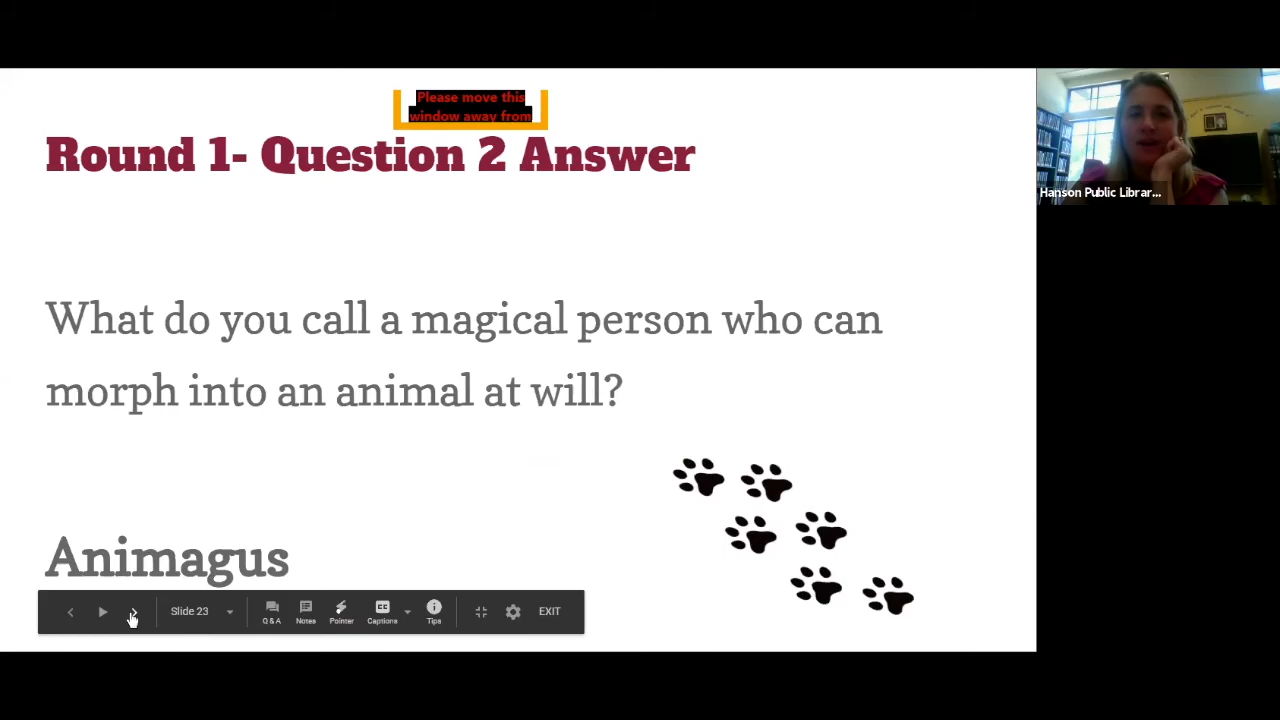 Please move this
window away from
Round 1- Question 2 Answer
Hanson Public Librar...
What do you call a magical person who can
morph into an animal at will?
Animagus
Slide 23
Q & A
Notes
Pointer
CC
Captions
Tips
EXIT